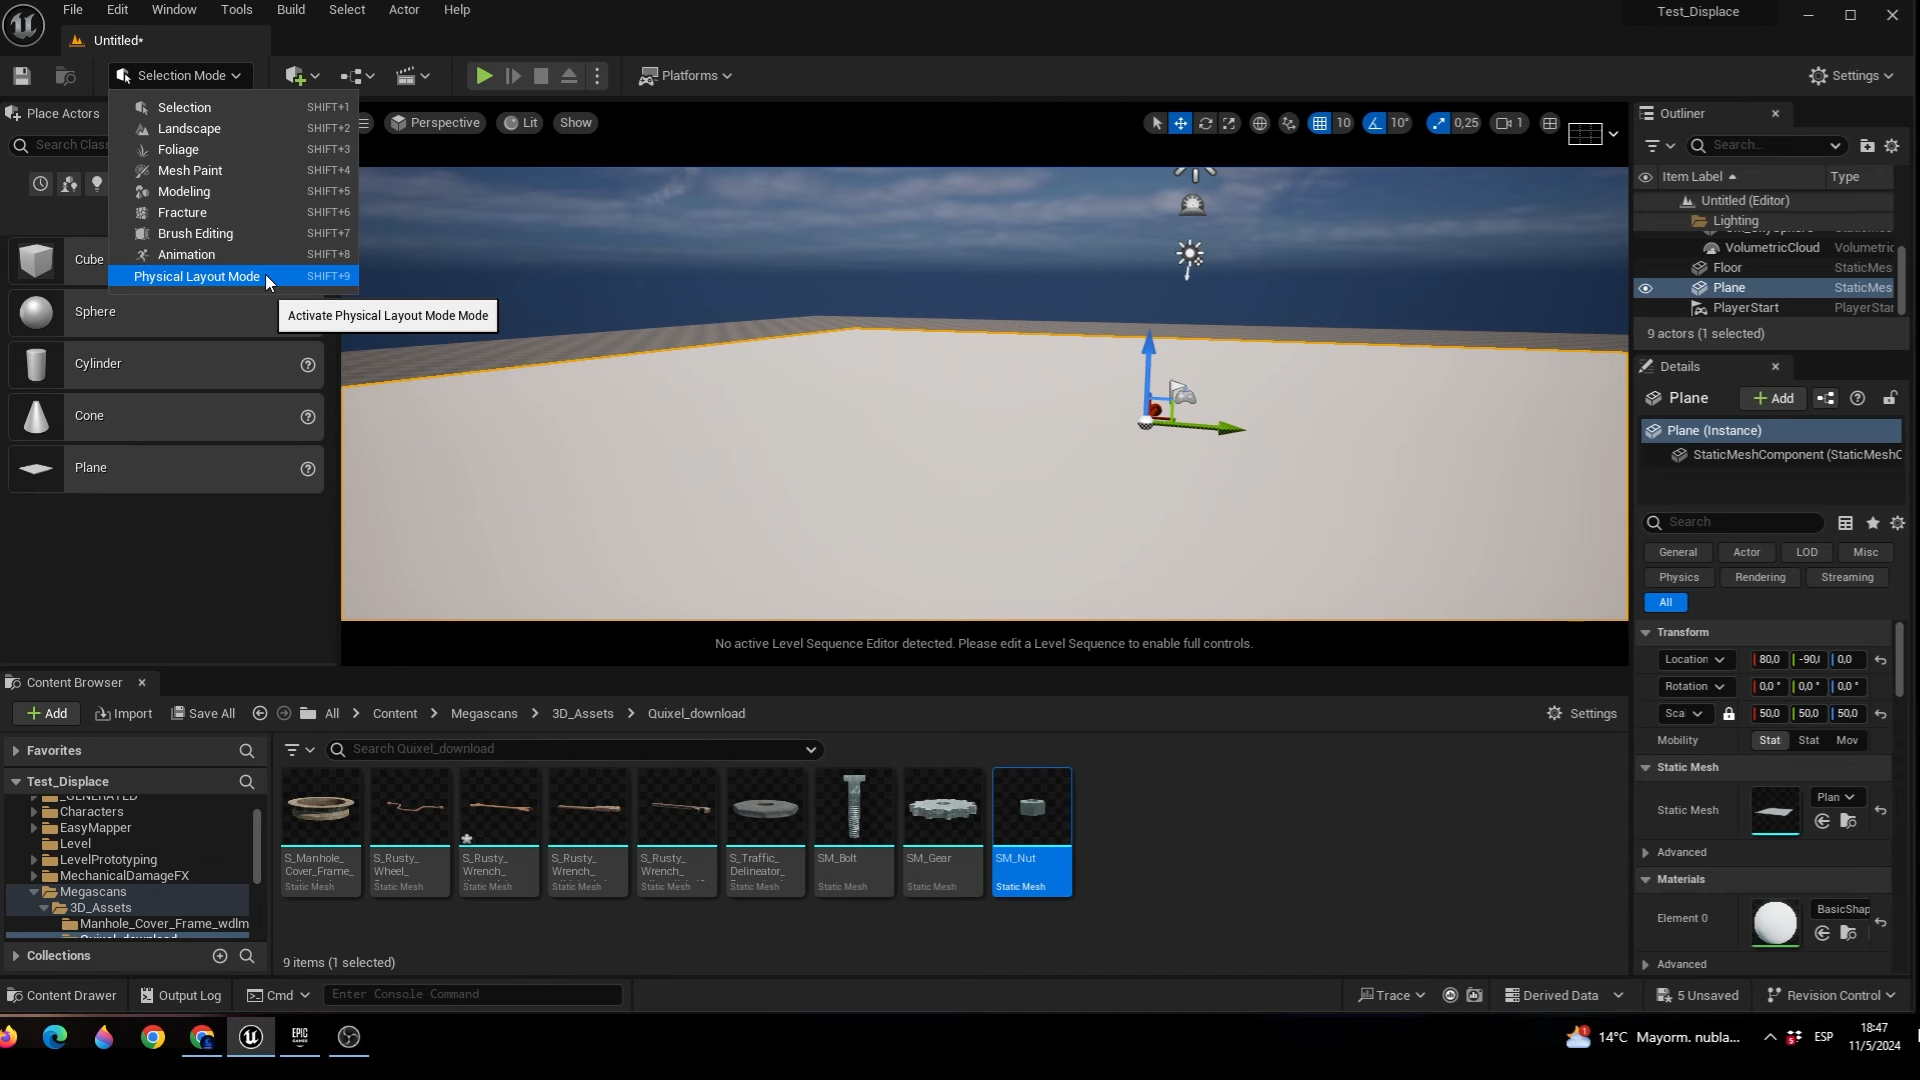 File Edit Window Tools Build Select Actor Help
Test_Displace
Untitled*
Selection Mode
Platforms
Settings
Selection SHIFT+1
Landscape SHIFT+2
Foliage SHIFT+3
Mesh Paint SHIFT+4
Modeling SHIFT+5
Fracture SHIFT+6
Brush Editing SHIFT+7
Animation SHIFT+8
Physical Layout Mode SHIFT+9
Activate Physical Layout Mode Mode
Place Actors
Search Clas
Cube
Sphere
Cylinder
Cone
Plane
Perspective Lit Show
10 10° 0,25 1
No active Level Sequence Editor detected. Please edit a Level Sequence to enable full controls.
Outliner
Search...
Item Label Type
Untitled (Editor)
Lighting
VolumetricCloud Volumetric
Floor StaticMes
Plane StaticMes
PlayerStart PlayerStar
9 actors (1 selected)
Details
Plane Add
Plane (Instance)
StaticMeshComponent (StaticMeshC
Search
General Actor LOD Misc
Physics Rendering Streaming
All
Transform
Location 80,0 -90,( 0,0
Rotation 0,0 ° 0,0 ° 0,0 °
Sca 50,0 50,0 50,0
Mobility Stat Stat Mov
Static Mesh
Static Mesh Plan
Advanced
Materials
Element 0 BasicShap
Advanced
Content Browser
Add Import Save All All Content Megascans 3D_Assets Quixel_download Settings
Favorites
Test_Displace
_GENERATED
Characters
EasyMapper
Level
LevelPrototyping
MechanicalDamageFX
Megascans
3D_Assets
Manhole_Cover_Frame_wdlm
Quixel_download
Collections
Search Quixel_download
S_Manhole_
Cover_Frame_
Static Mesh
S_Rusty_
Wheel_
Static Mesh
S_Rusty_
Wrench_
Static Mesh
S_Rusty_
Wrench_
Static Mesh
S_Rusty_
Wrench_
Static Mesh
S_Traffic_
Delineator_
Static Mesh
SM_Bolt
Static Mesh
SM_Gear
Static Mesh
SM_Nut
Static Mesh
9 items (1 selected)
Content Drawer Output Log Cmd Enter Console Command Trace Derived Data 5 Unsaved Revision Control
EPIC
GAMES
1
14°C Mayorm. nubla... ESP
18:47
11/5/2024